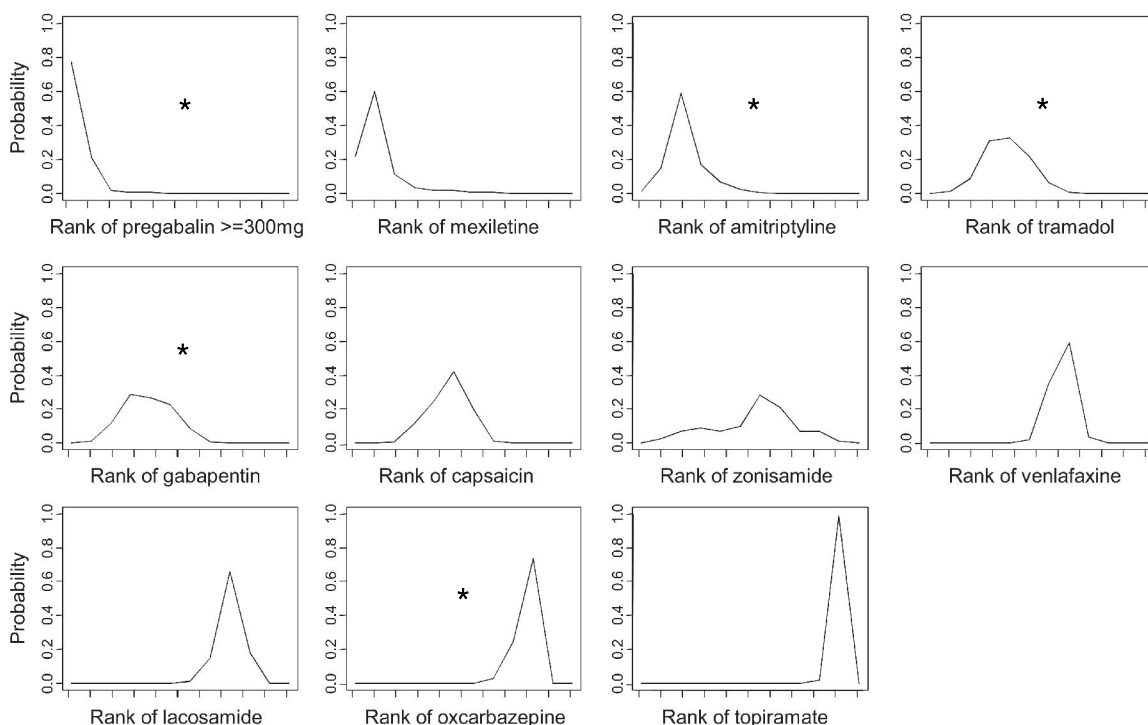 Probability
0.0 0.2 0.4 0.6 0.8 1.0
*
Rank of pregabalin >=300mg
0.0 0.2 0.4 0.6 0.8 1.0
Rank of mexiletine
0.0 0.2 0.4 0.6 0.8 1.0
*
Rank of amitriptyline
0.0 0.2 0.4 0.6 0.8 1.0
*
Rank of tramadol
Probability
0.0 0.2 0.4 0.6 0.8 1.0
*
Rank of gabapentin
0.0 0.2 0.4 0.6 0.8 1.0
Rank of capsaicin
0.0 0.2 0.4 0.6 0.8 1.0
Rank of zonisamide
0.0 0.2 0.4 0.6 0.8 1.0
Rank of venlafaxine
Probability
0.0 0.2 0.4 0.6 0.8 1.0
Rank of lacosamide
0.0 0.2 0.4 0.6 0.8 1.0
*
Rank of oxcarbazepine
0.0 0.2 0.4 0.6 0.8 1.0
Rank of topiramate